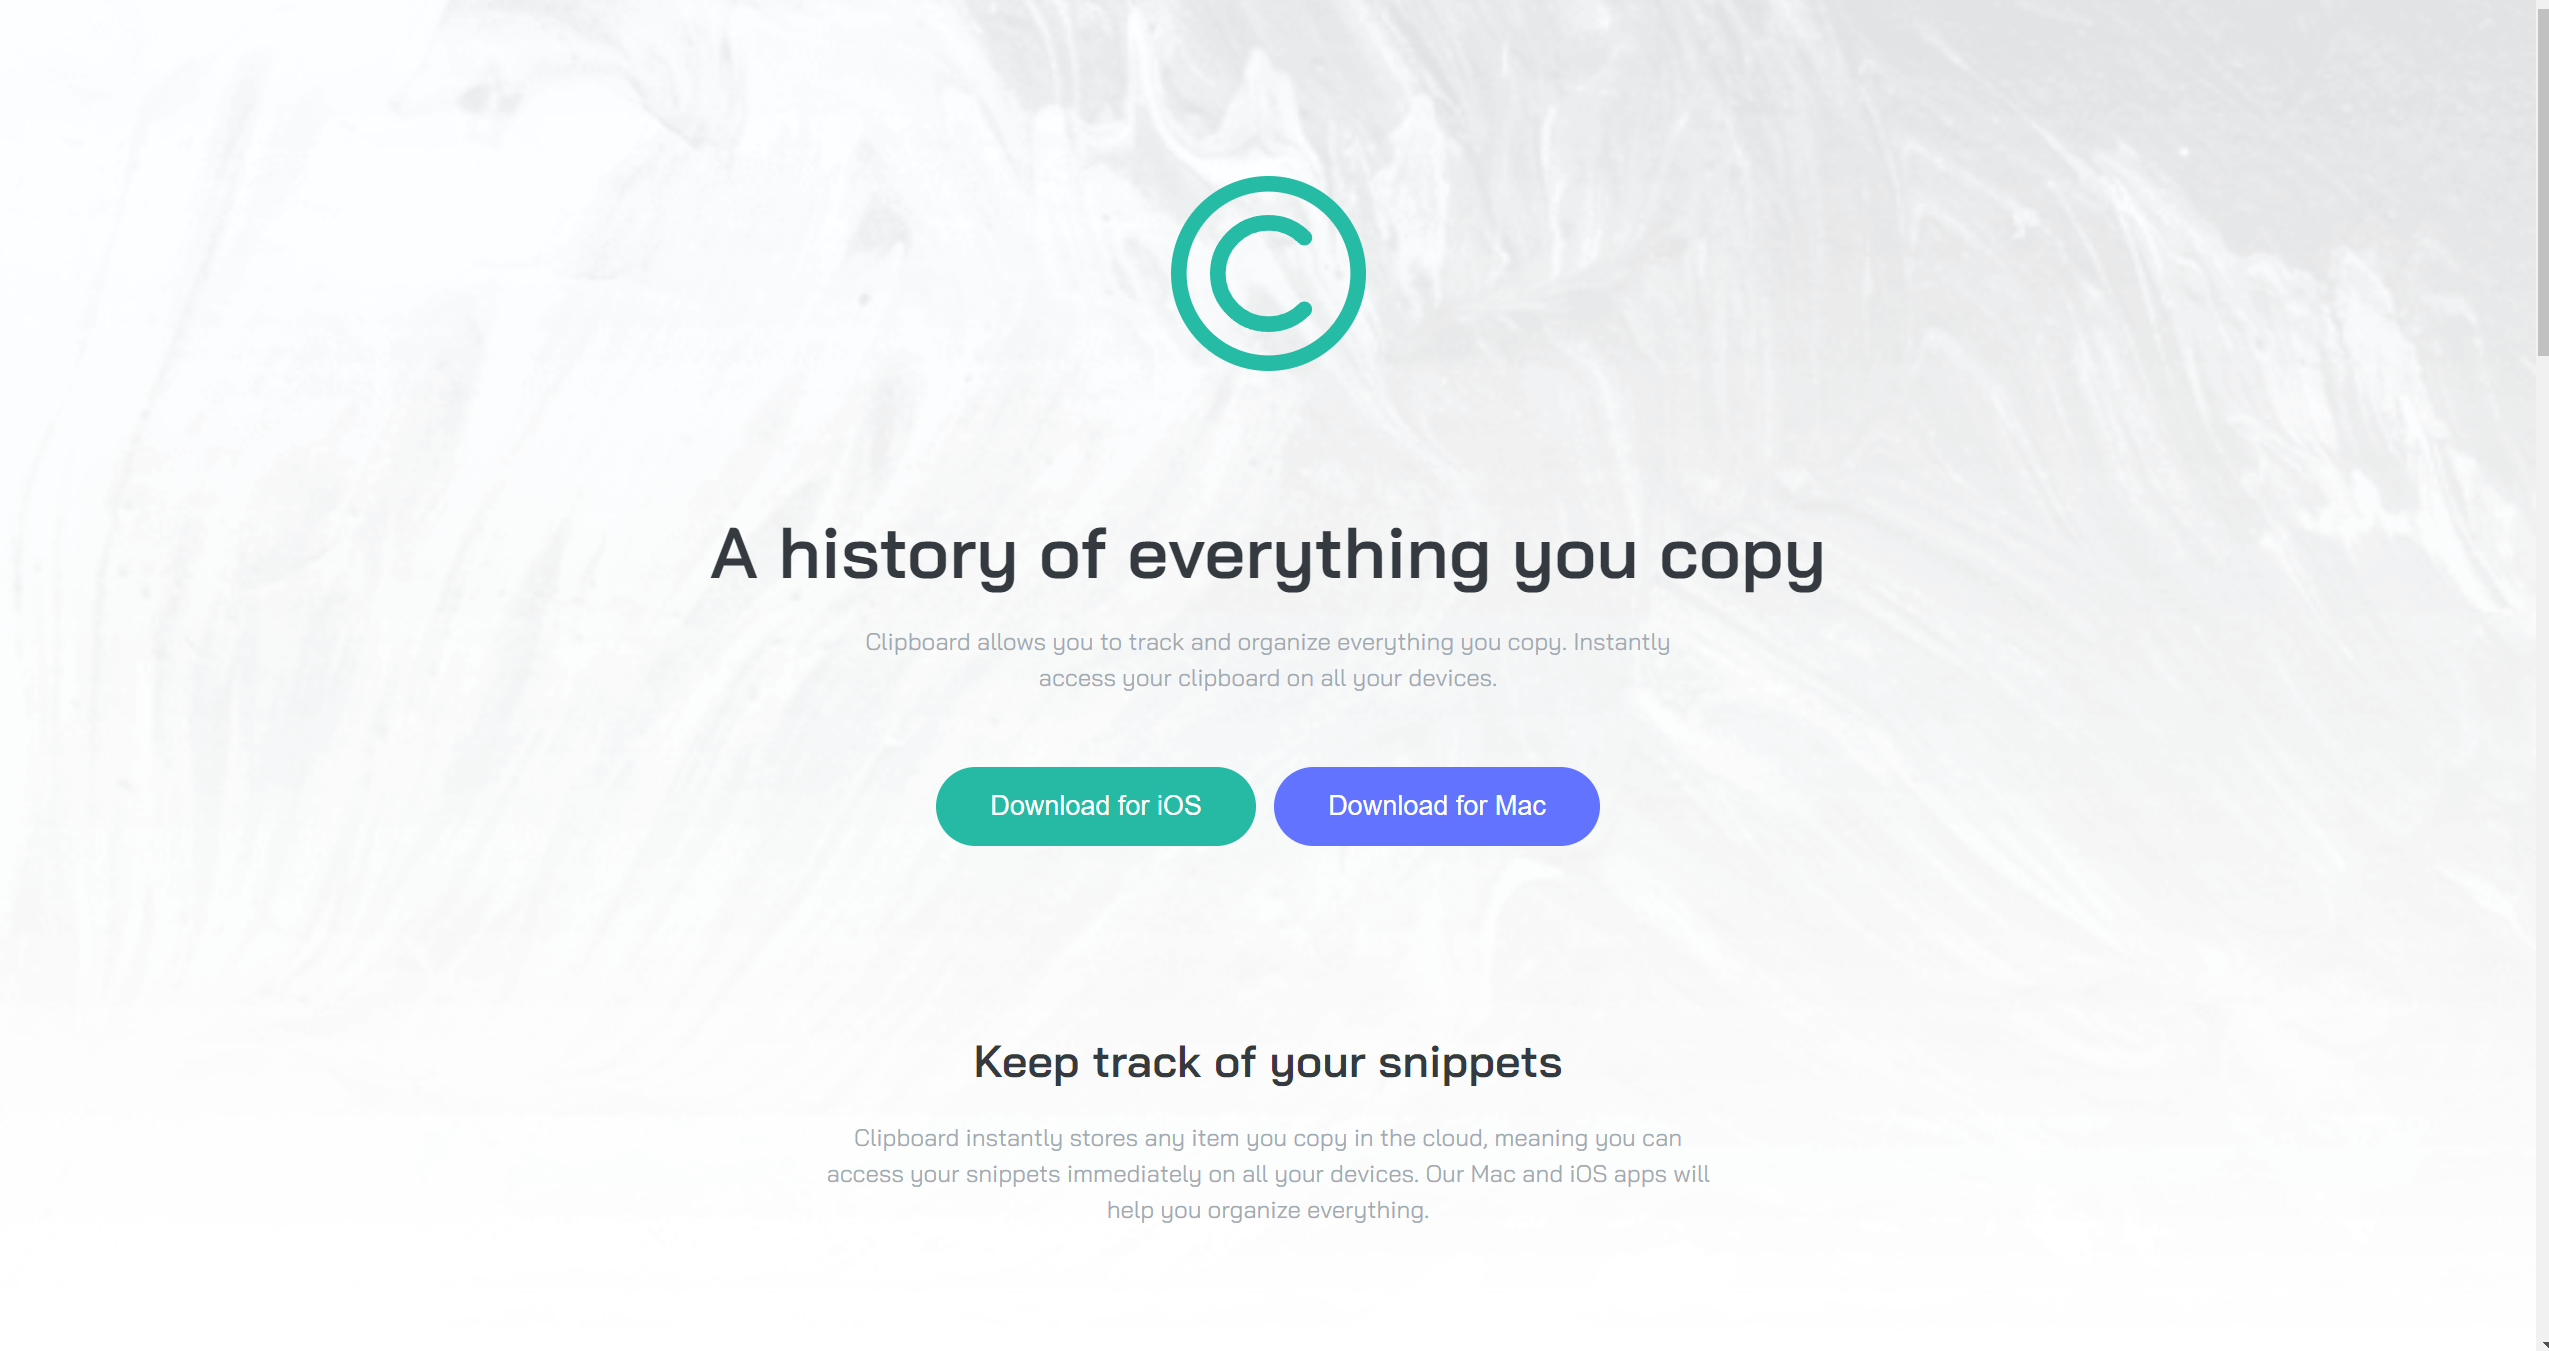 A history of everything you copy
Clipboard allows you to track and organize everything you copy. Instantly
access your clipboard on all your devices.
Download for iOS
Download for Mac
Keep track of your snippets
Clipboard instantly stores any item you copy in the cloud, meaning you can
access your snippets immediately on all your devices. Our Mac and iOS apps will
help you organize everything.